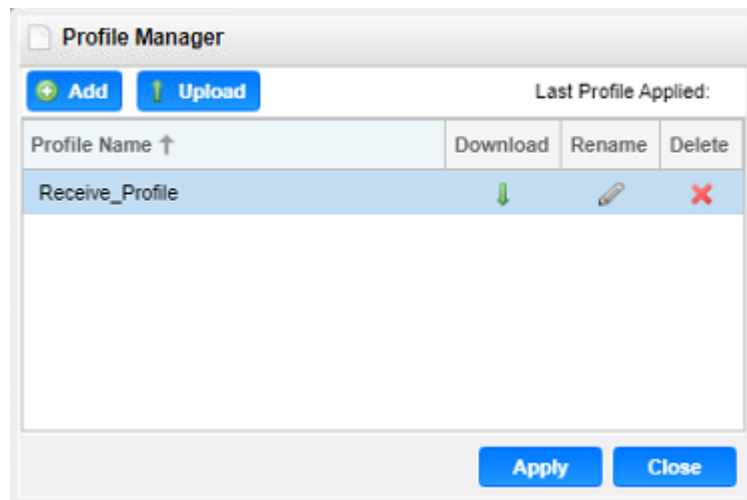 Profile Manager
Add Upload Last Profile Applied:
Profile Name Download Rename Delete
Receive_Profile
Apply Close